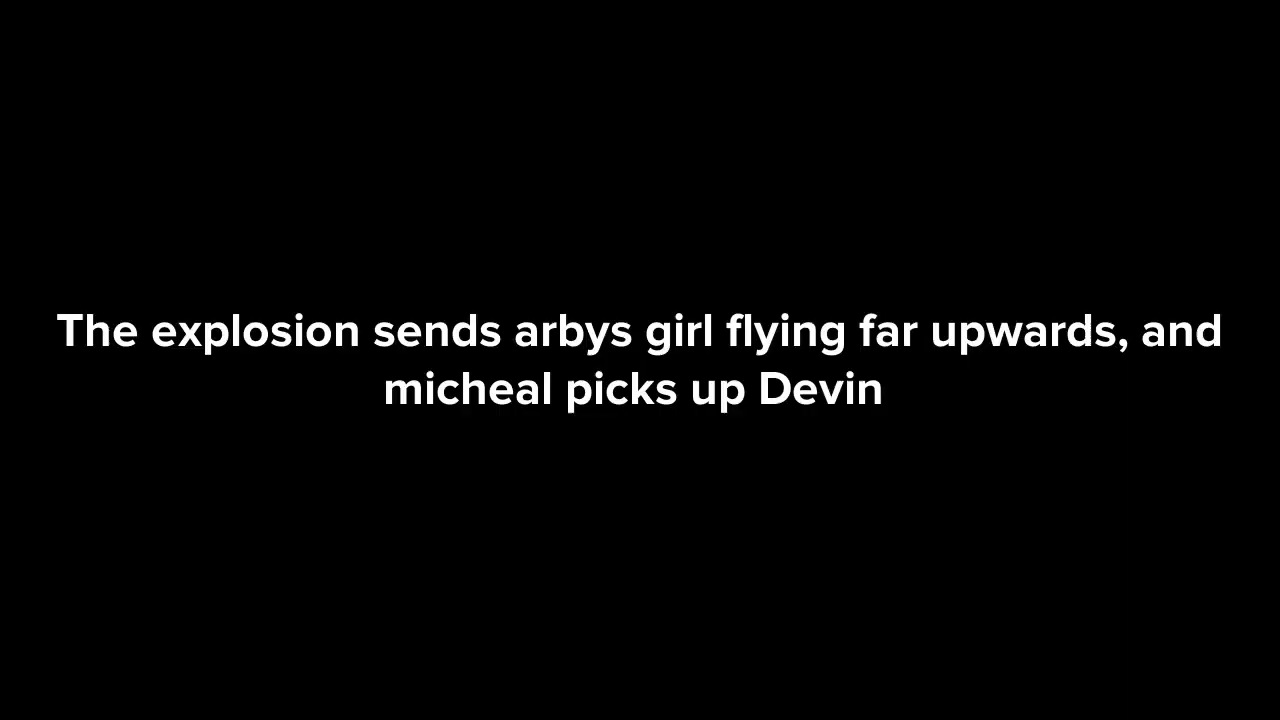 The explosion sends arbys girl flying far upwards, and
micheal picks up Devin